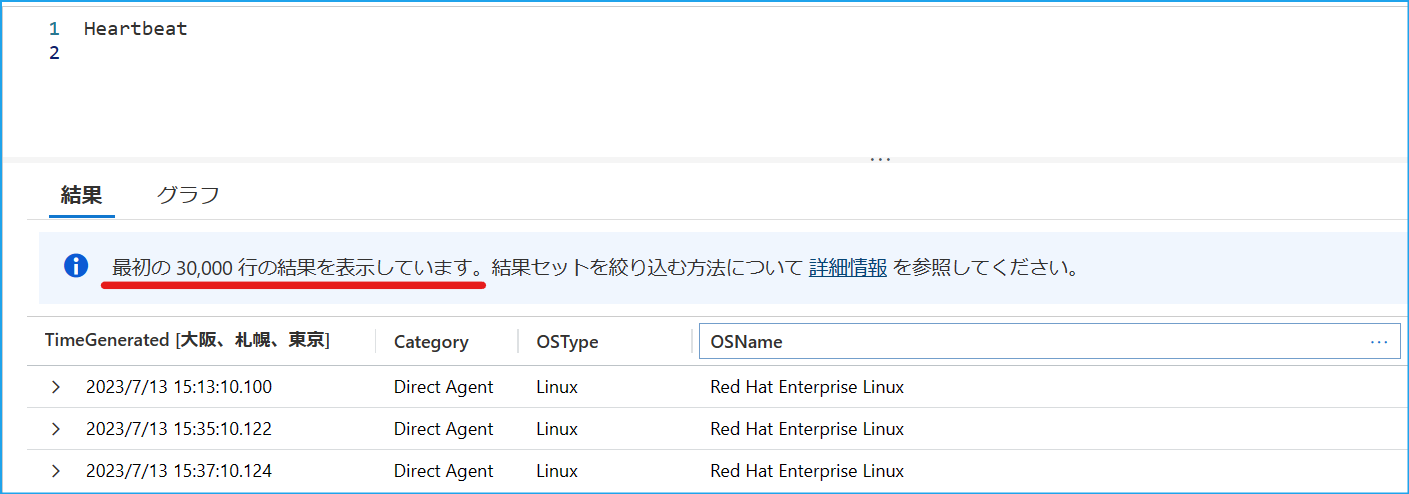 1 Heartbeat
2
...
結果 グラフ
最初の 30,000 行の結果を表示しています。結果セットを絞り込む方法について 詳細情報 を参照してください。
TimeGenerated [大阪、札幌、東京] Category OSType OSName ...
2023/7/13 15:13:10.100 Direct Agent Linux Red Hat Enterprise Linux
2023/7/13 15:35:10.122 Direct Agent Linux Red Hat Enterprise Linux
2023/7/13 15:37:10.124 Direct Agent Linux Red Hat Enterprise Linux